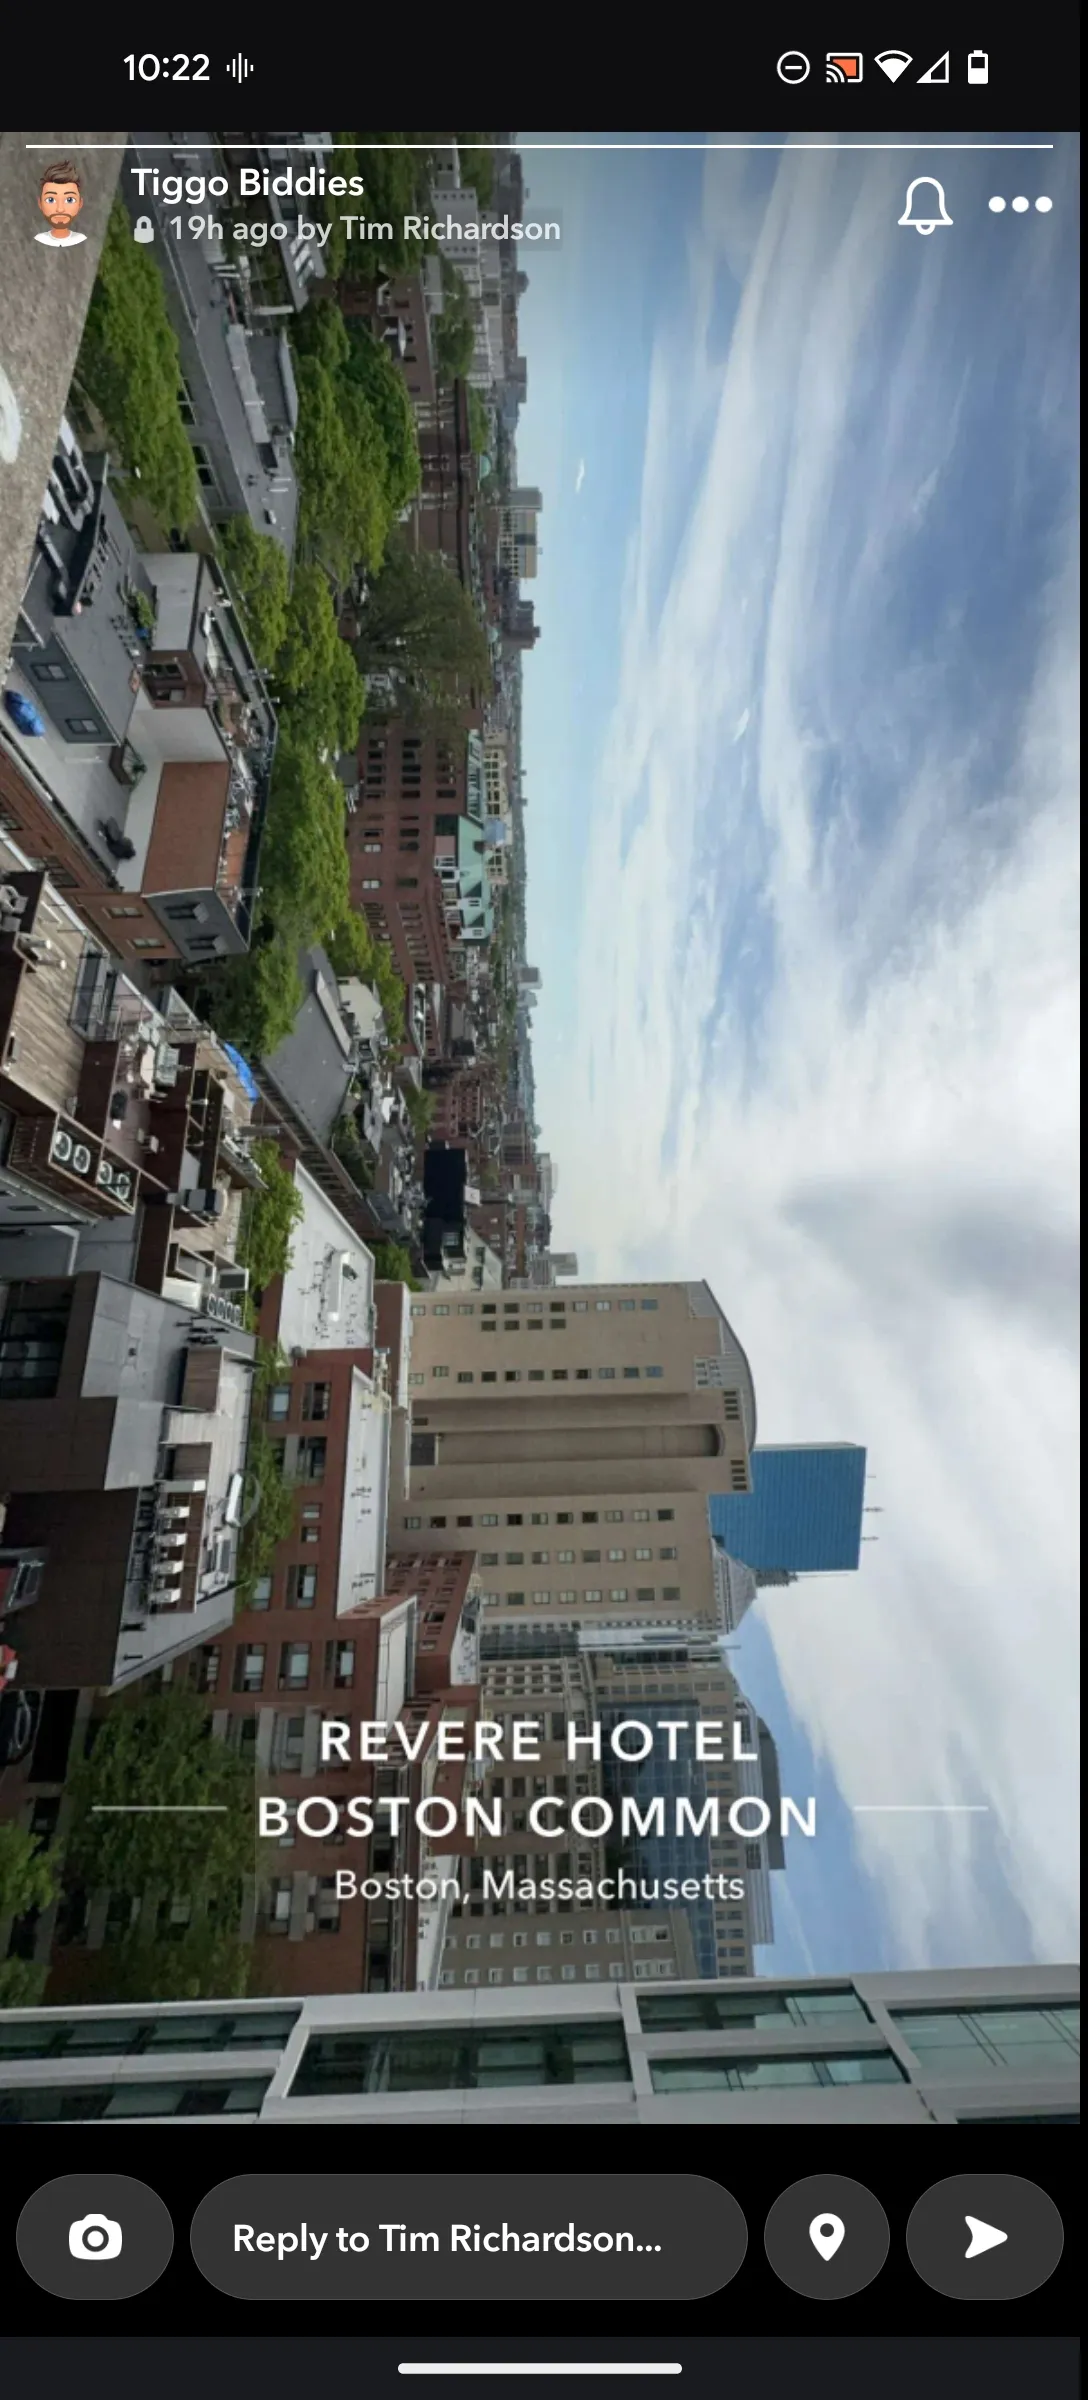 10:22
Tiggo Biddies
19h ago by Tim Richardson
REVERE HOTEL
BOSTON COMMON
Boston, Massachusetts
Reply to Tim Richardson...